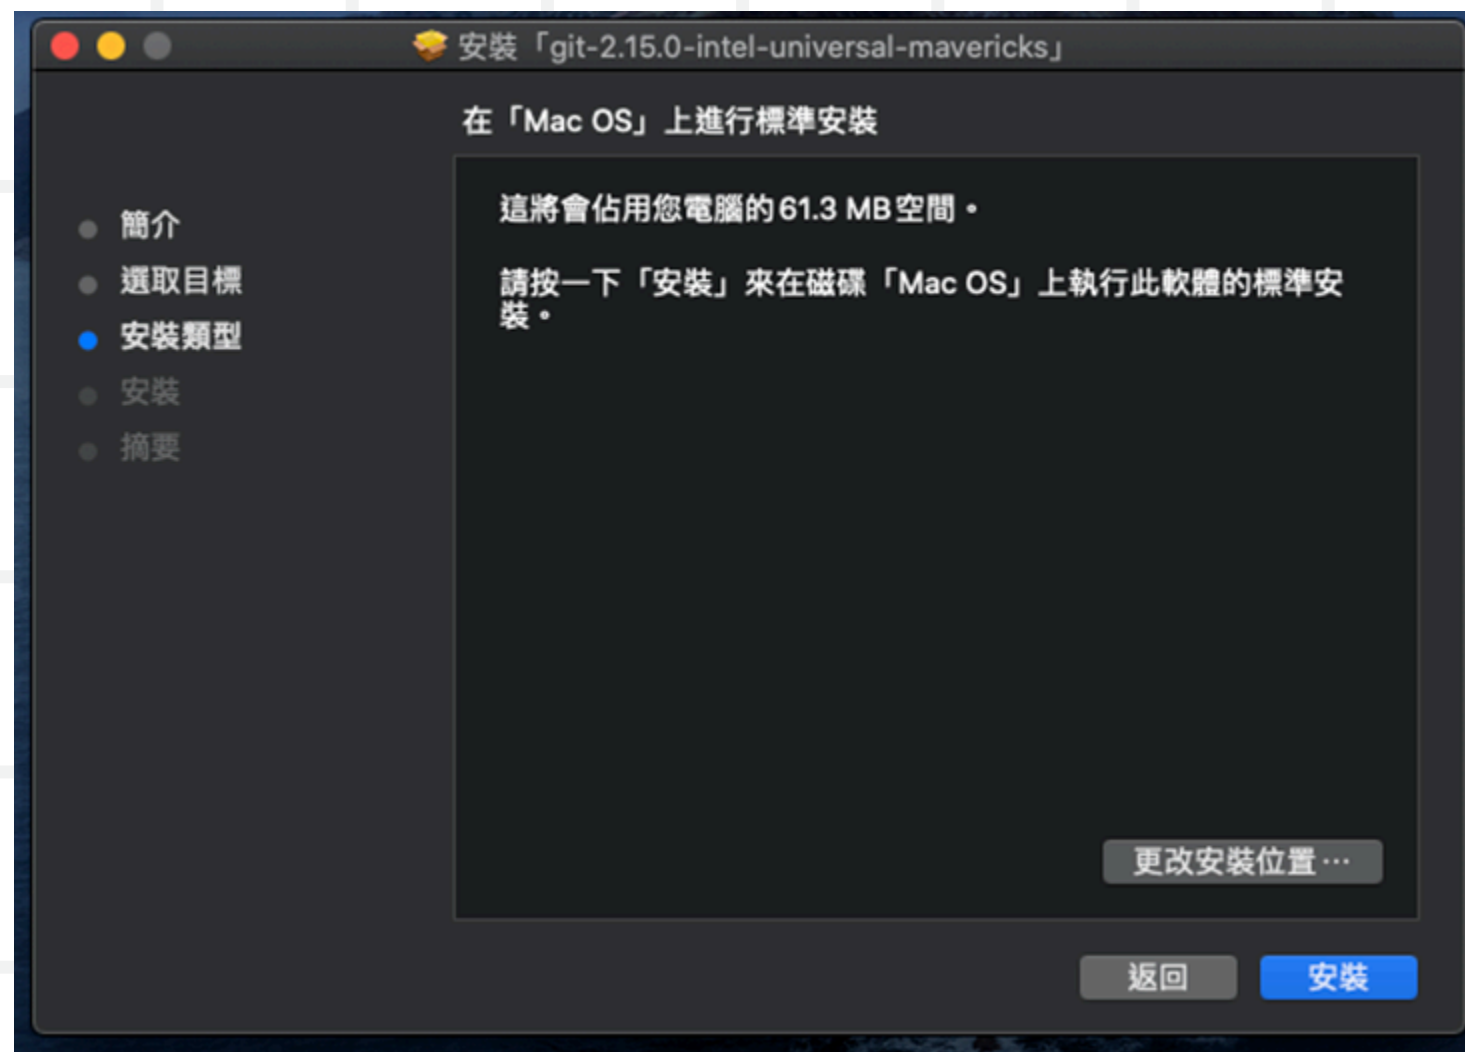 安裝「git-2.15.0-intel-universal-mavericks」
在「Mac OS」上進行標準安裝
簡介
選取目標
安裝類型
安裝
摘要
這將會佔用您電腦的 61.3 MB 空間。
請按一下「安裝」來在磁碟「Mac OS」上執行此軟體的標準安
裝。
更改安裝位置⋯
返回
安裝